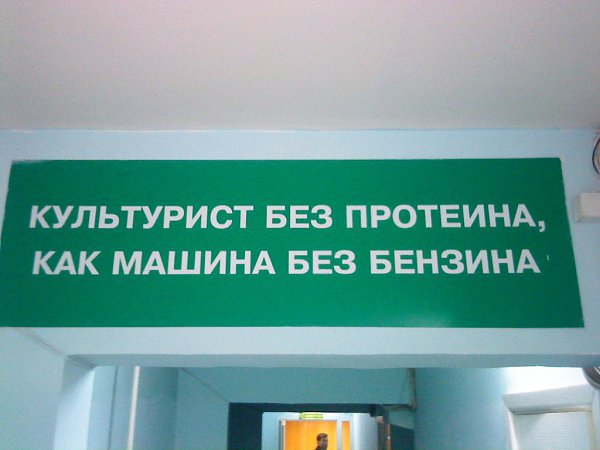 КУЛЬТУРИСТ БЕЗ ПРОТЕИНА,
КАК МАШИНА БЕЗ БЕНЗИНА